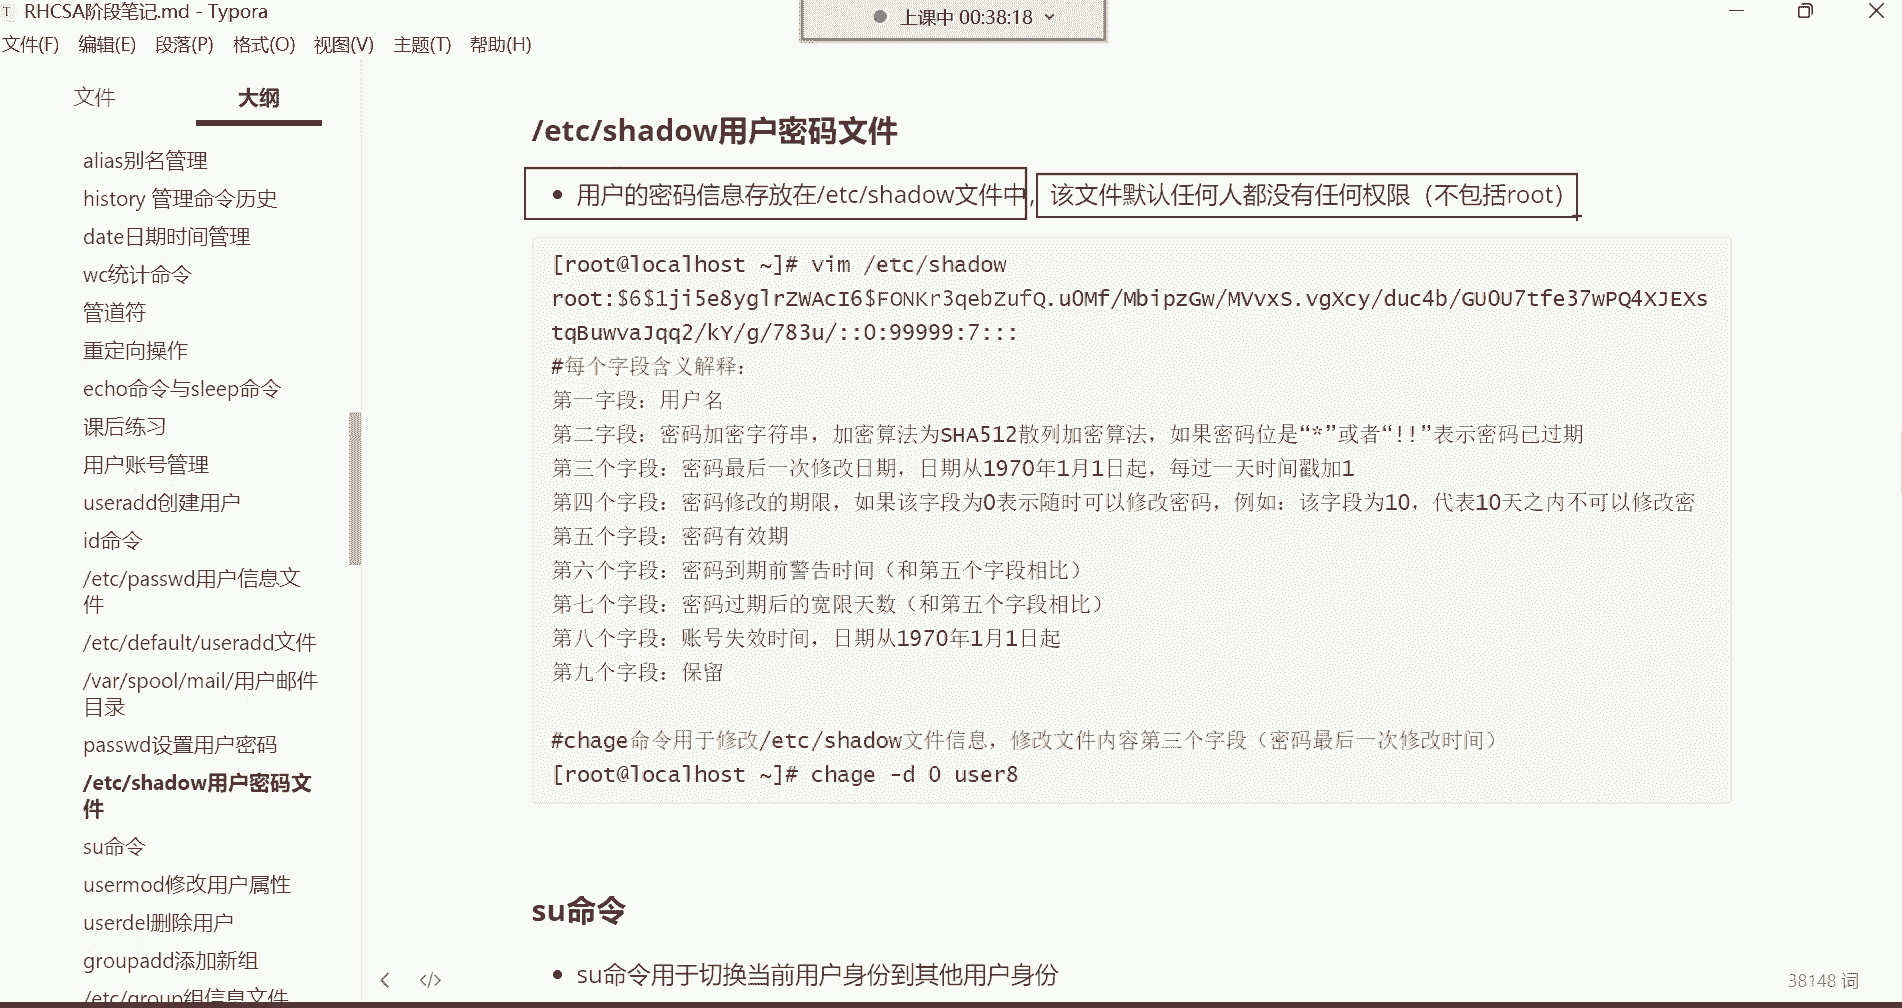 RHCSA阶段笔记.md - Typora
上课中 00:38:18
文件(F) 编辑(E) 段落(P) 格式(O) 视图(V) 主题(T) 帮助(H)
文件 大纲
alias别名管理
history 管理命令历史
date日期时间管理
wc统计命令
管道符
重定向操作
echo命令与sleep命令
课后练习
用户账号管理
useradd创建用户
id命令
/etc/passwd用户信息文
件
/etc/default/useradd文件
/var/spool/mail/用户邮件
目录
passwd设置用户密码
/etc/shadow用户密码文
件
su命令
usermod修改用户属性
userdel删除用户
groupadd添加新组
/etc/group组信息文件
/etc/shadow用户密码文件
用户的密码信息存放在/etc/shadow文件中,该文件默认任何人都没有任何权限（不包括root）
[root@localhost ~]# vim /etc/shadow
root:$6$1ji5e8yglrZWAcI6$FONKr3qebZufQ.u0Mf/MbipzGw/MVvxS.vgXcy/duc4b/GU0U7tfe37wPQ4XJEXs
tqBuwvaJqq2/kY/g/783u/::0:99999:7:::
#每个字段含义解释：
第一字段：用户名
第二字段：密码加密字符串，加密算法为SHA512散列加密算法，如果密码位是“*”或者“!!”表示密码已过期
第三个字段：密码最后一次修改日期，日期从1970年1月1日起，每过一天时间戳加1
第四个字段：密码修改的期限，如果该字段为0表示随时可以修改密码，例如：该字段为10，代表10天之内不可以修改密
第五个字段：密码有效期
第六个字段：密码到期前警告时间（和第五个字段相比）
第七个字段：密码过期后的宽限天数（和第五个字段相比）
第八个字段：账号失效时间，日期从1970年1月1日起
第九个字段：保留
#chage命令用于修改/etc/shadow文件信息，修改文件内容第三个字段（密码最后一次修改时间）
[root@localhost ~]# chage -d 0 user8
su命令
su命令用于切换当前用户身份到其他用户身份
38148 词